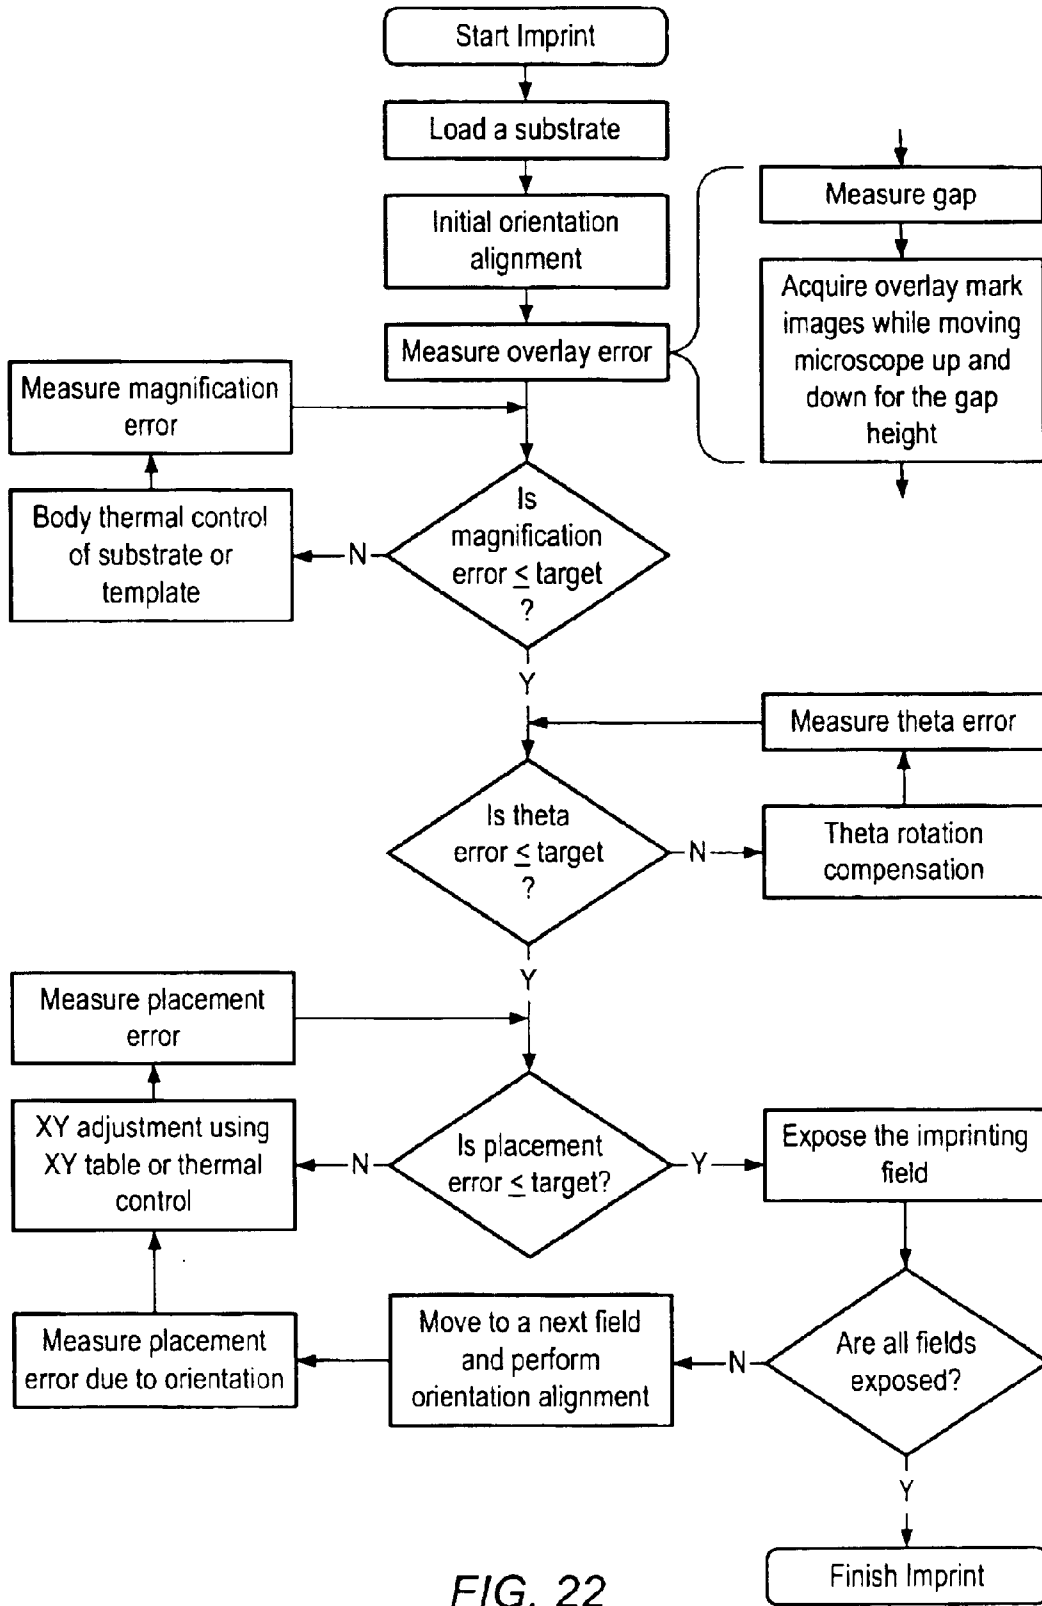 Start Imprint
Load a substrate
Initial orientation
alignment
Measure overlay error
Measure gap
Acquire overlay mark
images while moving
microscope up and
down for the gap
height
Measure magnification
error
Body thermal control
of substrate or
template
N
Is
magnification
error ≤ target
?
Y
Measure theta error
Is theta
error ≤ target
?
N
Theta rotation
compensation
Y
Measure placement
error
XY adjustment using
XY table or thermal
control
N
Is placement
error ≤ target?
Y
Expose the imprinting
field
Measure placement
error due to orientation
Move to a next field
and perform
orientation alignment
N
Are all fields
exposed?
Y
Finish Imprint
FIG. 22